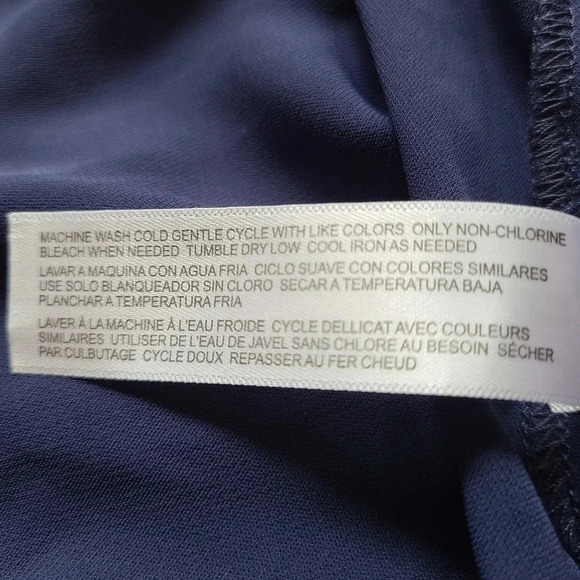 MACHINE WASH COLD GENTLE CYCLE WITH LIKE COLORS ONLY NON-CHLORINE
BLEACH WHEN NEEDED TUMBLE DRY LOW COOL IRON AS NEEDED
LAVAR A MAQUINA CON AGUA FRIA CICLO SUAVE CON COLORES SIMILARES
USE SOLO BLANQUEADOR SIN CLORO SECAR A TEMPERATURA BAJA
PLANCHAR A TEMPERATURA FRIA
LAVER À LA MACHINE À L'EAU FROIDE CYCLE DELLICAT AVEC COULEURS
SIMILAIRES UTILISER DE L'EAU DE JAVEL SANS CHLORE AU BESOIN SÉCHER
PAR CULBUTAGE CYCLE DOUX REPASSER AU FER CHEUD